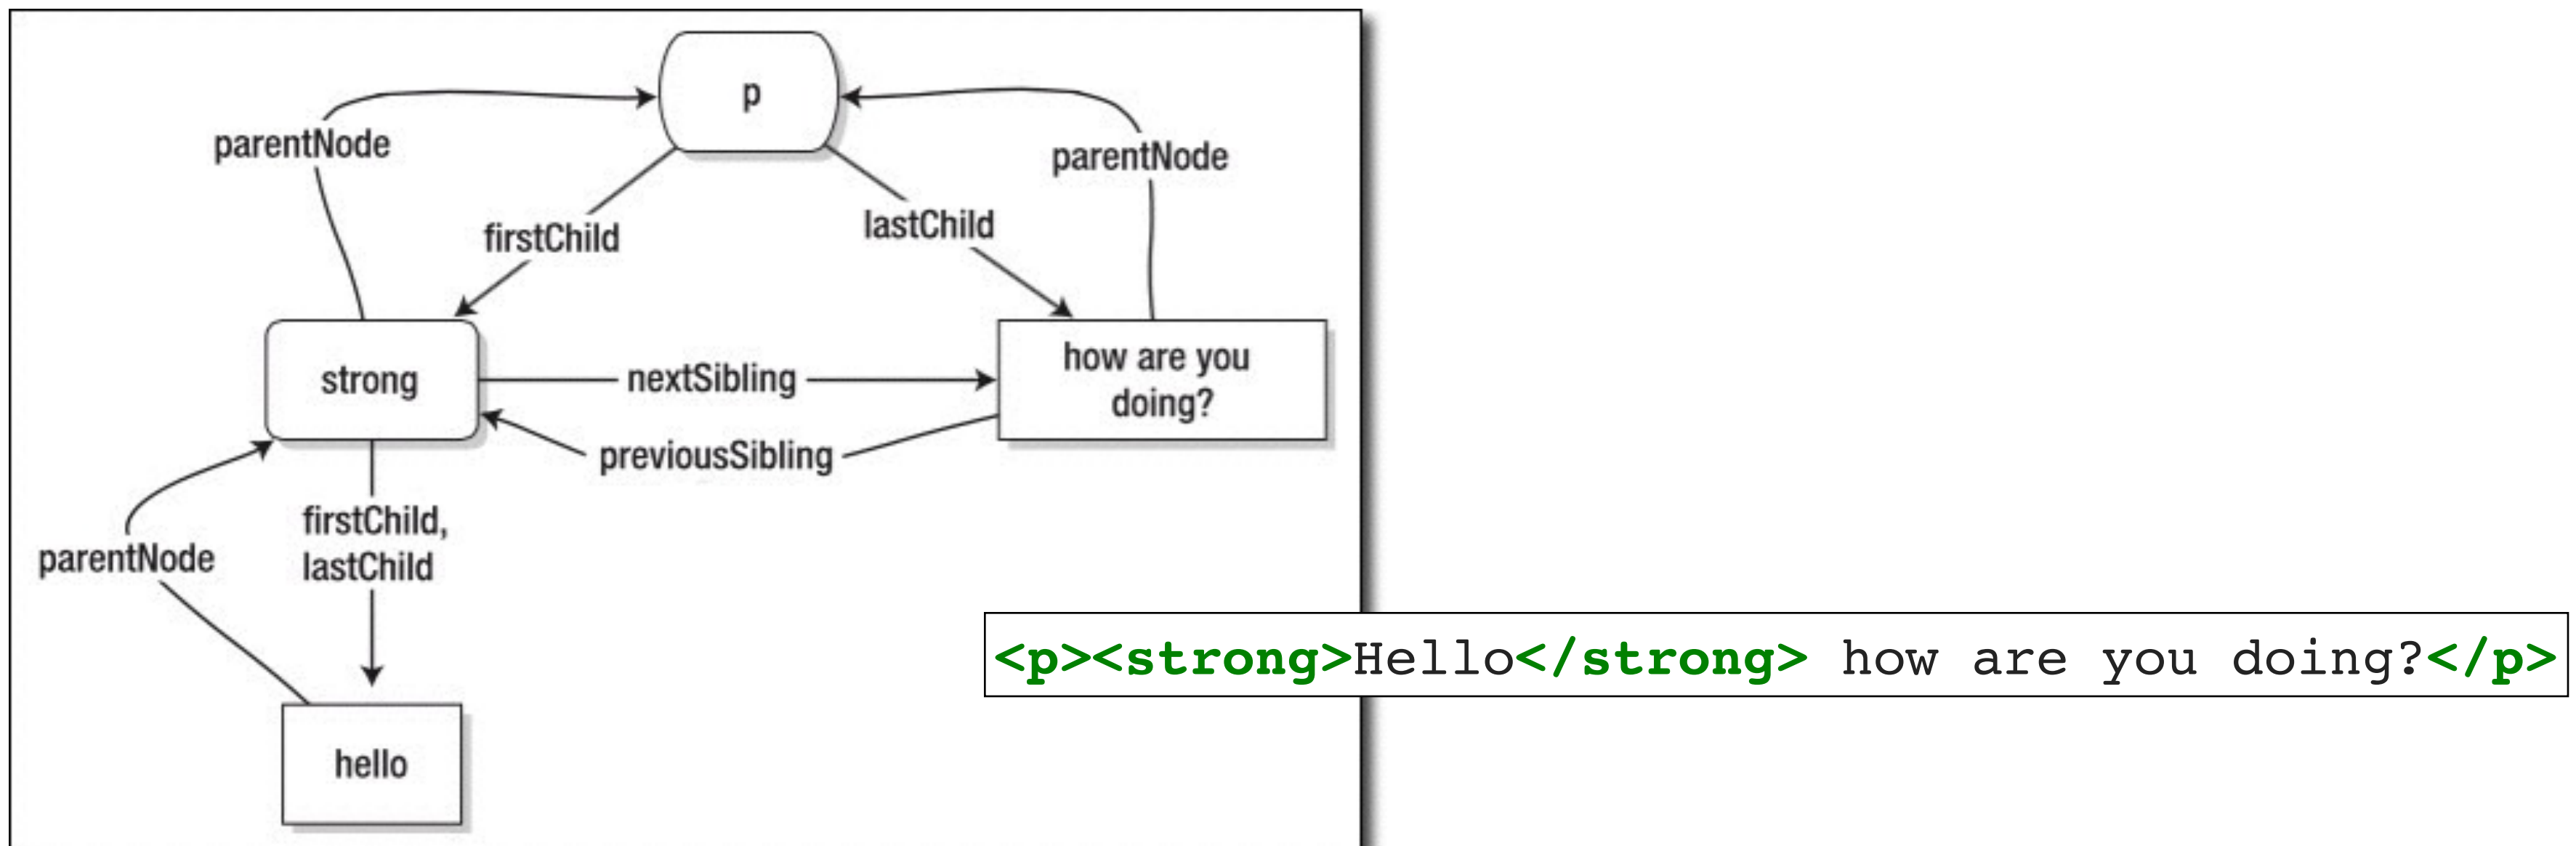 p
parentNode
parentNode
firstChild
lastChild
strong
nextSibling
how are you
doing?
previousSibling
firstChild,
lastChild
parentNode
<p><strong>Hello</strong> how are you doing?</p>
hello